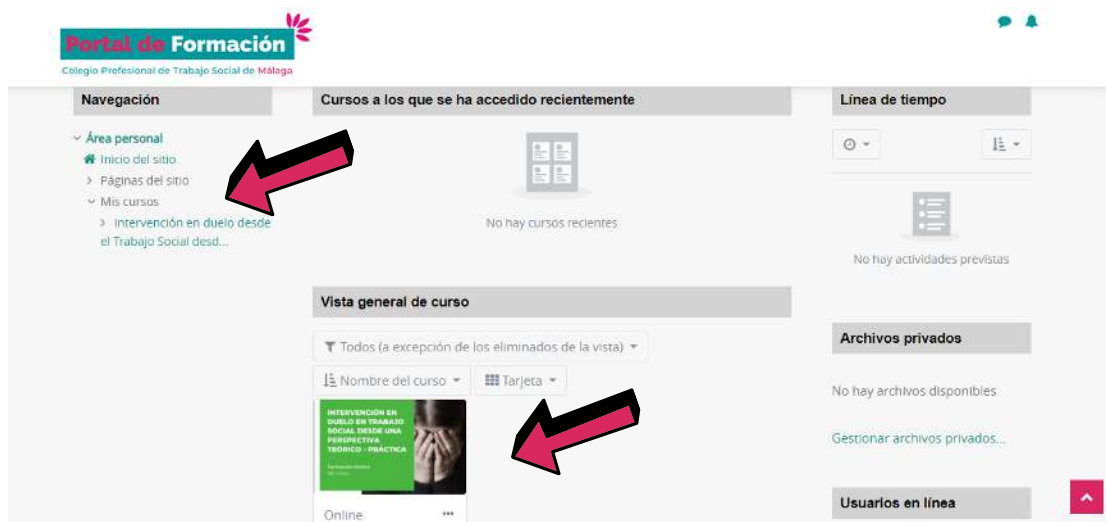 Portal de Formación
Colegio Profesional de Trabajo Social de Málaga
Navegación
Área personal
Inicio del sitio
Páginas del sitio
Mis cursos
Intervención en duelo desde
el Trabajo Social desd...
Cursos a los que se ha accedido recientemente
No hay cursos recientes
Vista general de curso
Todos (a excepción de los eliminados de la vista)
Nombre del curso
Tarjeta
INTERVENCIÓN EN
DUELO EN TRABAJO
SOCIAL DESDE UNA
PERSPECTIVA
TEÓRICO - PRÁCTICA
Formación online
Online
Línea de tiempo
No hay actividades previstas
Archivos privados
No hay archivos disponibles
Gestionar archivos privados...
Usuarios en línea